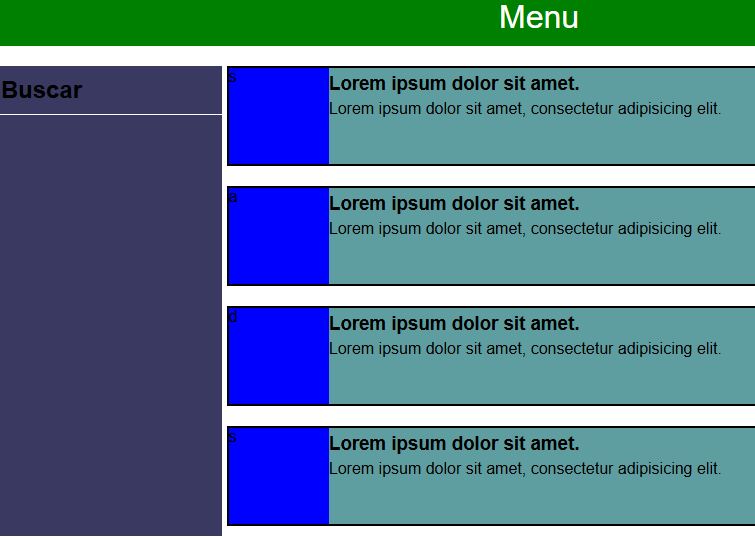 Menu
Buscar
s
Lorem ipsum dolor sit amet.
Lorem ipsum dolor sit amet, consectetur adipisicing elit.
a
Lorem ipsum dolor sit amet.
Lorem ipsum dolor sit amet, consectetur adipisicing elit.
d
Lorem ipsum dolor sit amet.
Lorem ipsum dolor sit amet, consectetur adipisicing elit.
s
Lorem ipsum dolor sit amet.
Lorem ipsum dolor sit amet, consectetur adipisicing elit.